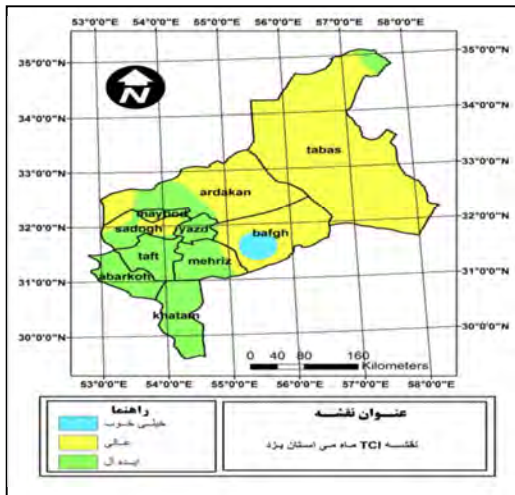 53°0'0"E 54°0'0"E 55°0'0"E 56°0'0"E 57°0'0"E 58°0'0"E
35°0'0"N 35°0'0"N
34°0'0"N 34°0'0"N
33°0'0"N 33°0'0"N
32°0'0"N 32°0'0"N
31°0'0"N 31°0'0"N
30°0'0"N 30°0'0"N
N
tabas
ardakan
maybod
sadogh yazd bafgh
taft
mehriz
abarkoth
khatam
0 40 80 160
Kilometers
53°0'0"E 54°0'0"E 55°0'0"E 56°0'0"E 57°0'0"E 58°0'0"E
راهنما
خیلی خوب
عالی
ایده آل
عنوان نقشه
نقشه TCI ماه می استان یزد